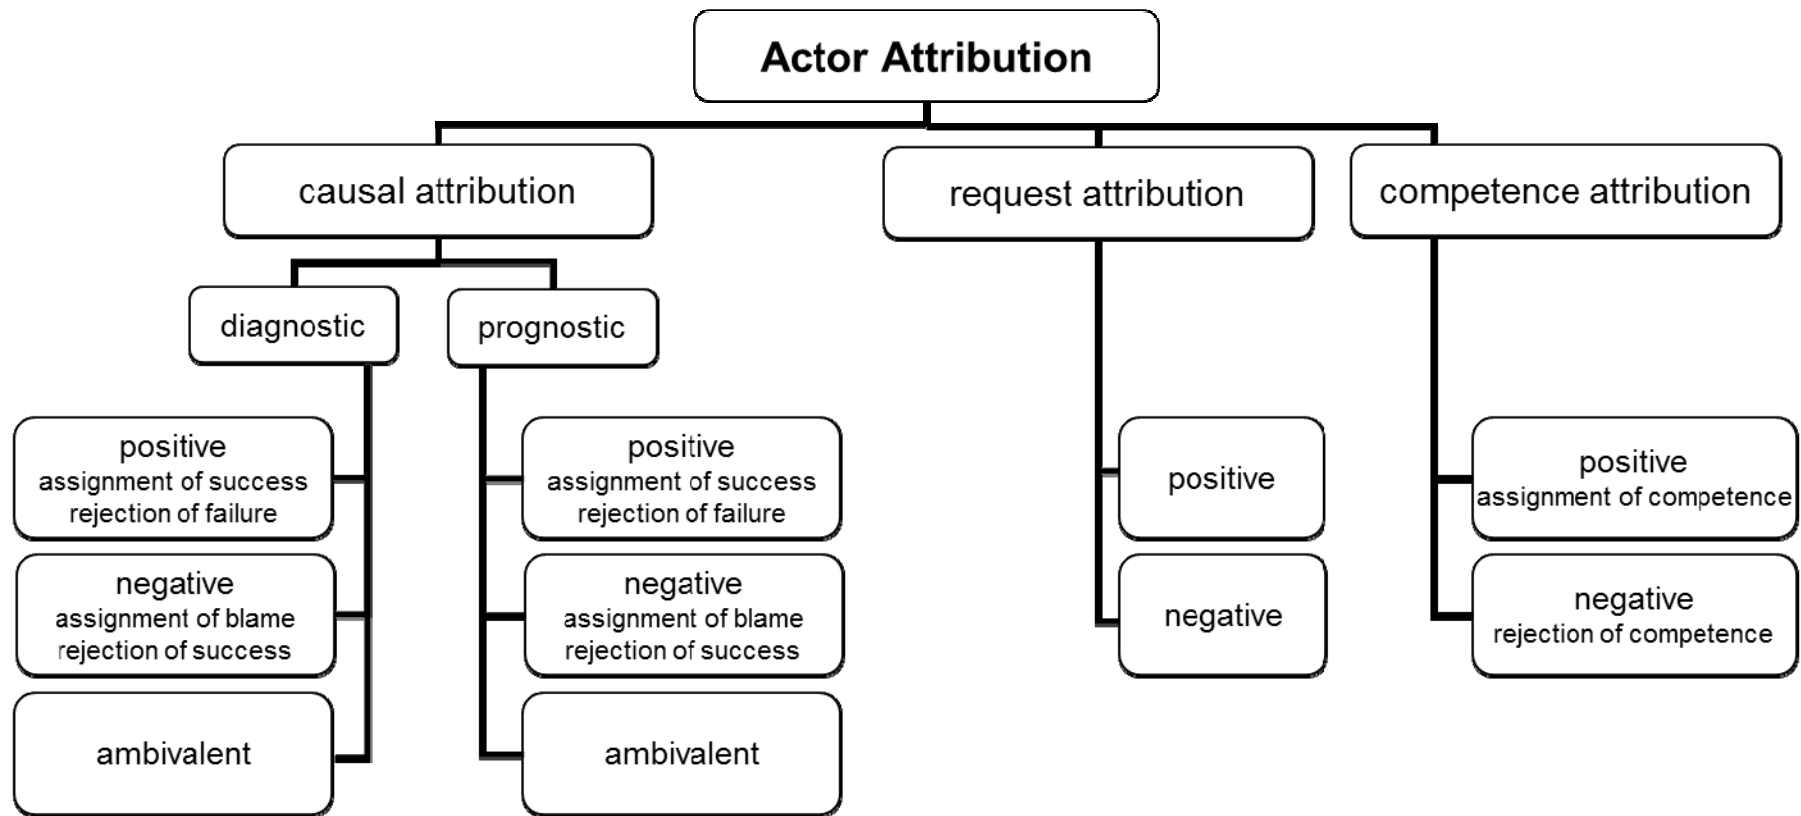 Actor Attribution
causal attribution
request attribution
competence attribution
diagnostic
prognostic
positive
assignment of success
rejection of failure
negative
assignment of blame
rejection of success
ambivalent
positive
assignment of success
rejection of failure
negative
assignment of blame
rejection of success
ambivalent
positive
negative
positive
assignment of competence
negative
rejection of competence